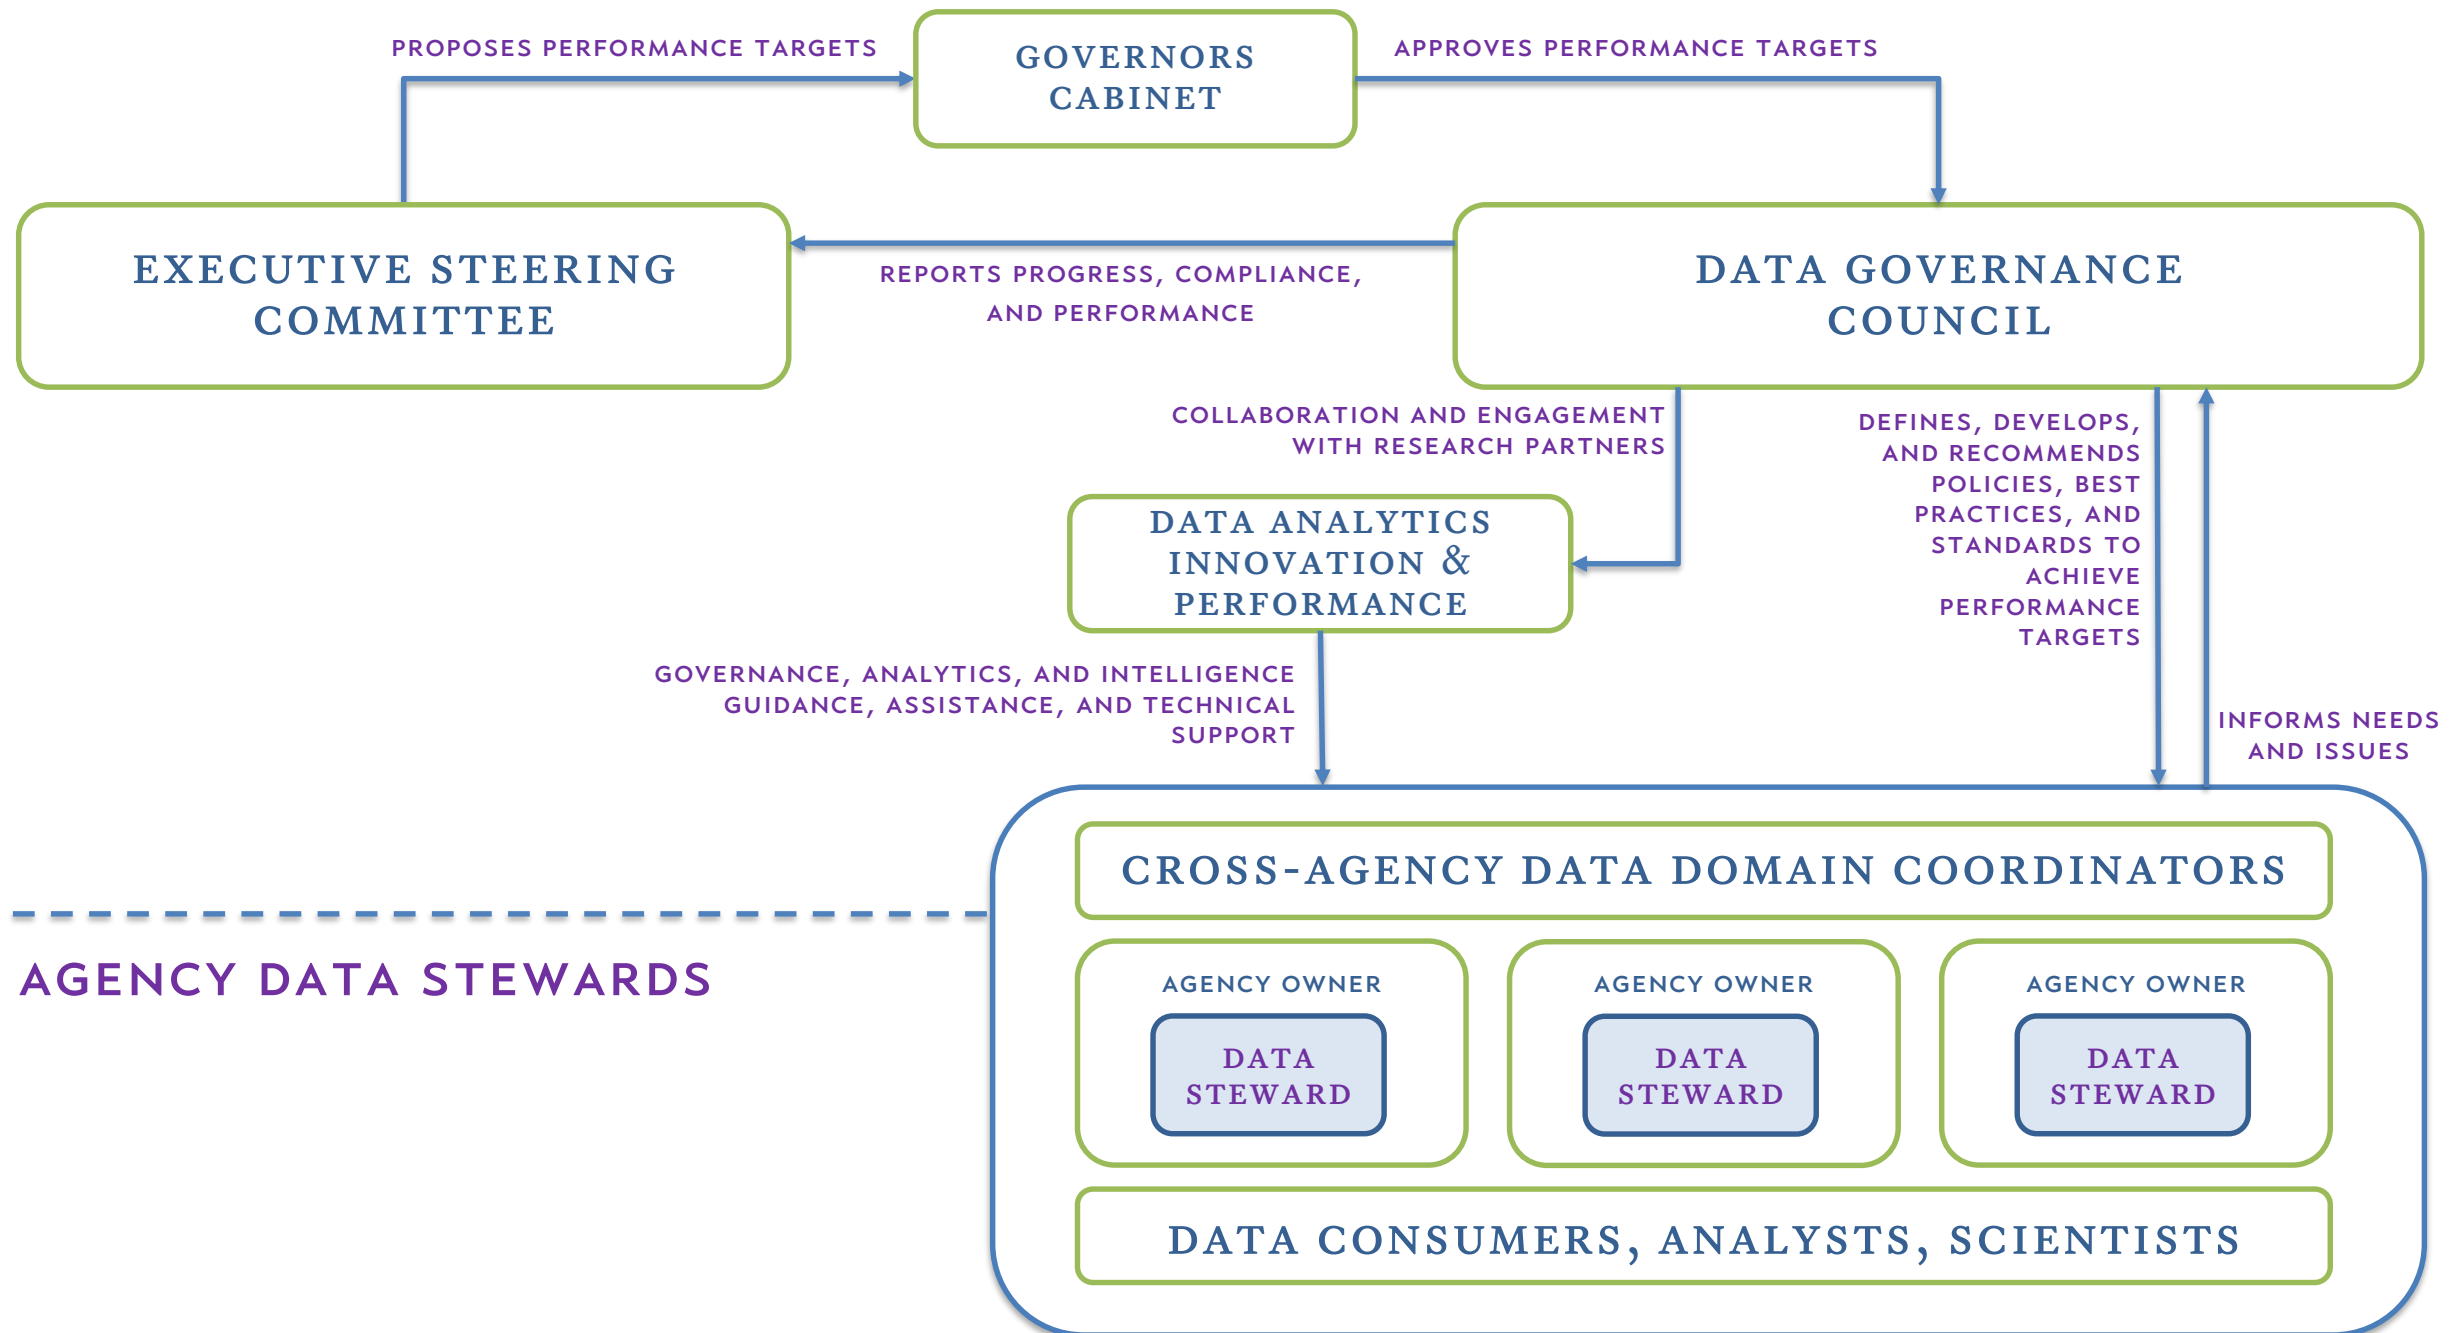 PROPOSES PERFORMANCE TARGETS
GOVERNORS
CABINET
APPROVES PERFORMANCE TARGETS
EXECUTIVE STEERING
COMMITTEE
REPORTS PROGRESS, COMPLIANCE,
AND PERFORMANCE
DATA GOVERNANCE
COUNCIL
COLLABORATION AND ENGAGEMENT
WITH RESEARCH PARTNERS
DEFINES, DEVELOPS,
AND RECOMMENDS
POLICIES, BEST
PRACTICES, AND
STANDARDS TO
ACHIEVE
PERFORMANCE
TARGETS
DATA ANALYTICS
INNOVATION &
PERFORMANCE
GOVERNANCE, ANALYTICS, AND INTELLIGENCE
GUIDANCE, ASSISTANCE, AND TECHNICAL
SUPPORT
INFORMS NEEDS
AND ISSUES
CROSS-AGENCY DATA DOMAIN COORDINATORS
AGENCY DATA STEWARDS
AGENCY OWNER
DATA
STEWARD
AGENCY OWNER
DATA
STEWARD
AGENCY OWNER
DATA
STEWARD
DATA CONSUMERS, ANALYSTS, SCIENTISTS